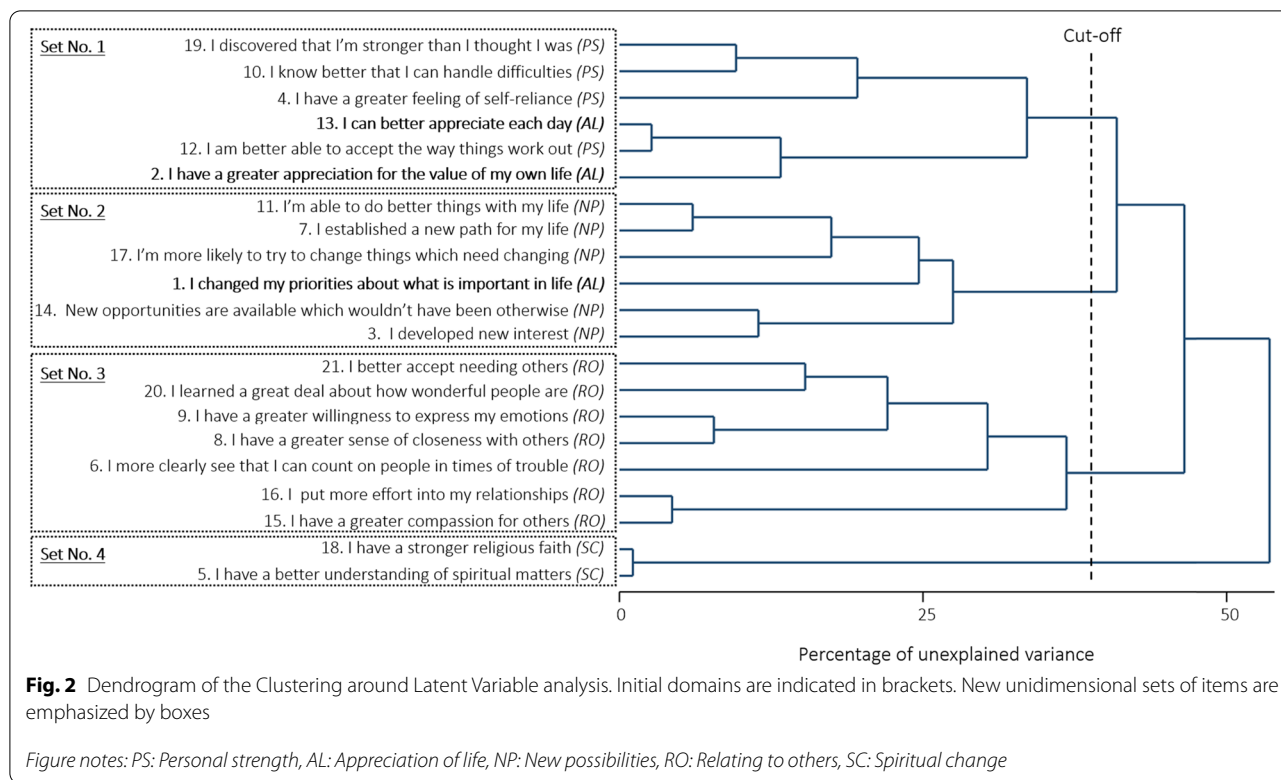 Set No. 1
19. I discovered that I'm stronger than I thought I was (PS)
10. I know better that I can handle difficulties (PS)
4. I have a greater feeling of self-reliance (PS)
13. I can better appreciate each day (AL)
12. I am better able to accept the way things work out (PS)
2. I have a greater appreciation for the value of my own life (AL)
Set No. 2
11. I'm able to do better things with my life (NP)
7. I established a new path for my life (NP)
17. I'm more likely to try to change things which need changing (NP)
1. I changed my priorities about what is important in life (AL)
14. New opportunities are available which wouldn't have been otherwise (NP)
3. I developed new interest (NP)
Set No. 3
21. I better accept needing others (RO)
20. I learned a great deal about how wonderful people are (RO)
9. I have a greater willingness to express my emotions (RO)
8. I have a greater sense of closeness with others (RO)
6. I more clearly see that I can count on people in times of trouble (RO)
16. I put more effort into my relationships (RO)
15. I have a greater compassion for others (RO)
Set No. 4
18. I have a stronger religious faith (SC)
5. I have a better understanding of spiritual matters (SC)
Cut-off
0 25 50
Percentage of unexplained variance
Fig. 2 Dendrogram of the Clustering around Latent Variable analysis. Initial domains are indicated in brackets. New unidimensional sets of items are
emphasized by boxes
Figure notes: PS: Personal strength, AL: Appreciation of life, NP: New possibilities, RO: Relating to others, SC: Spiritual change